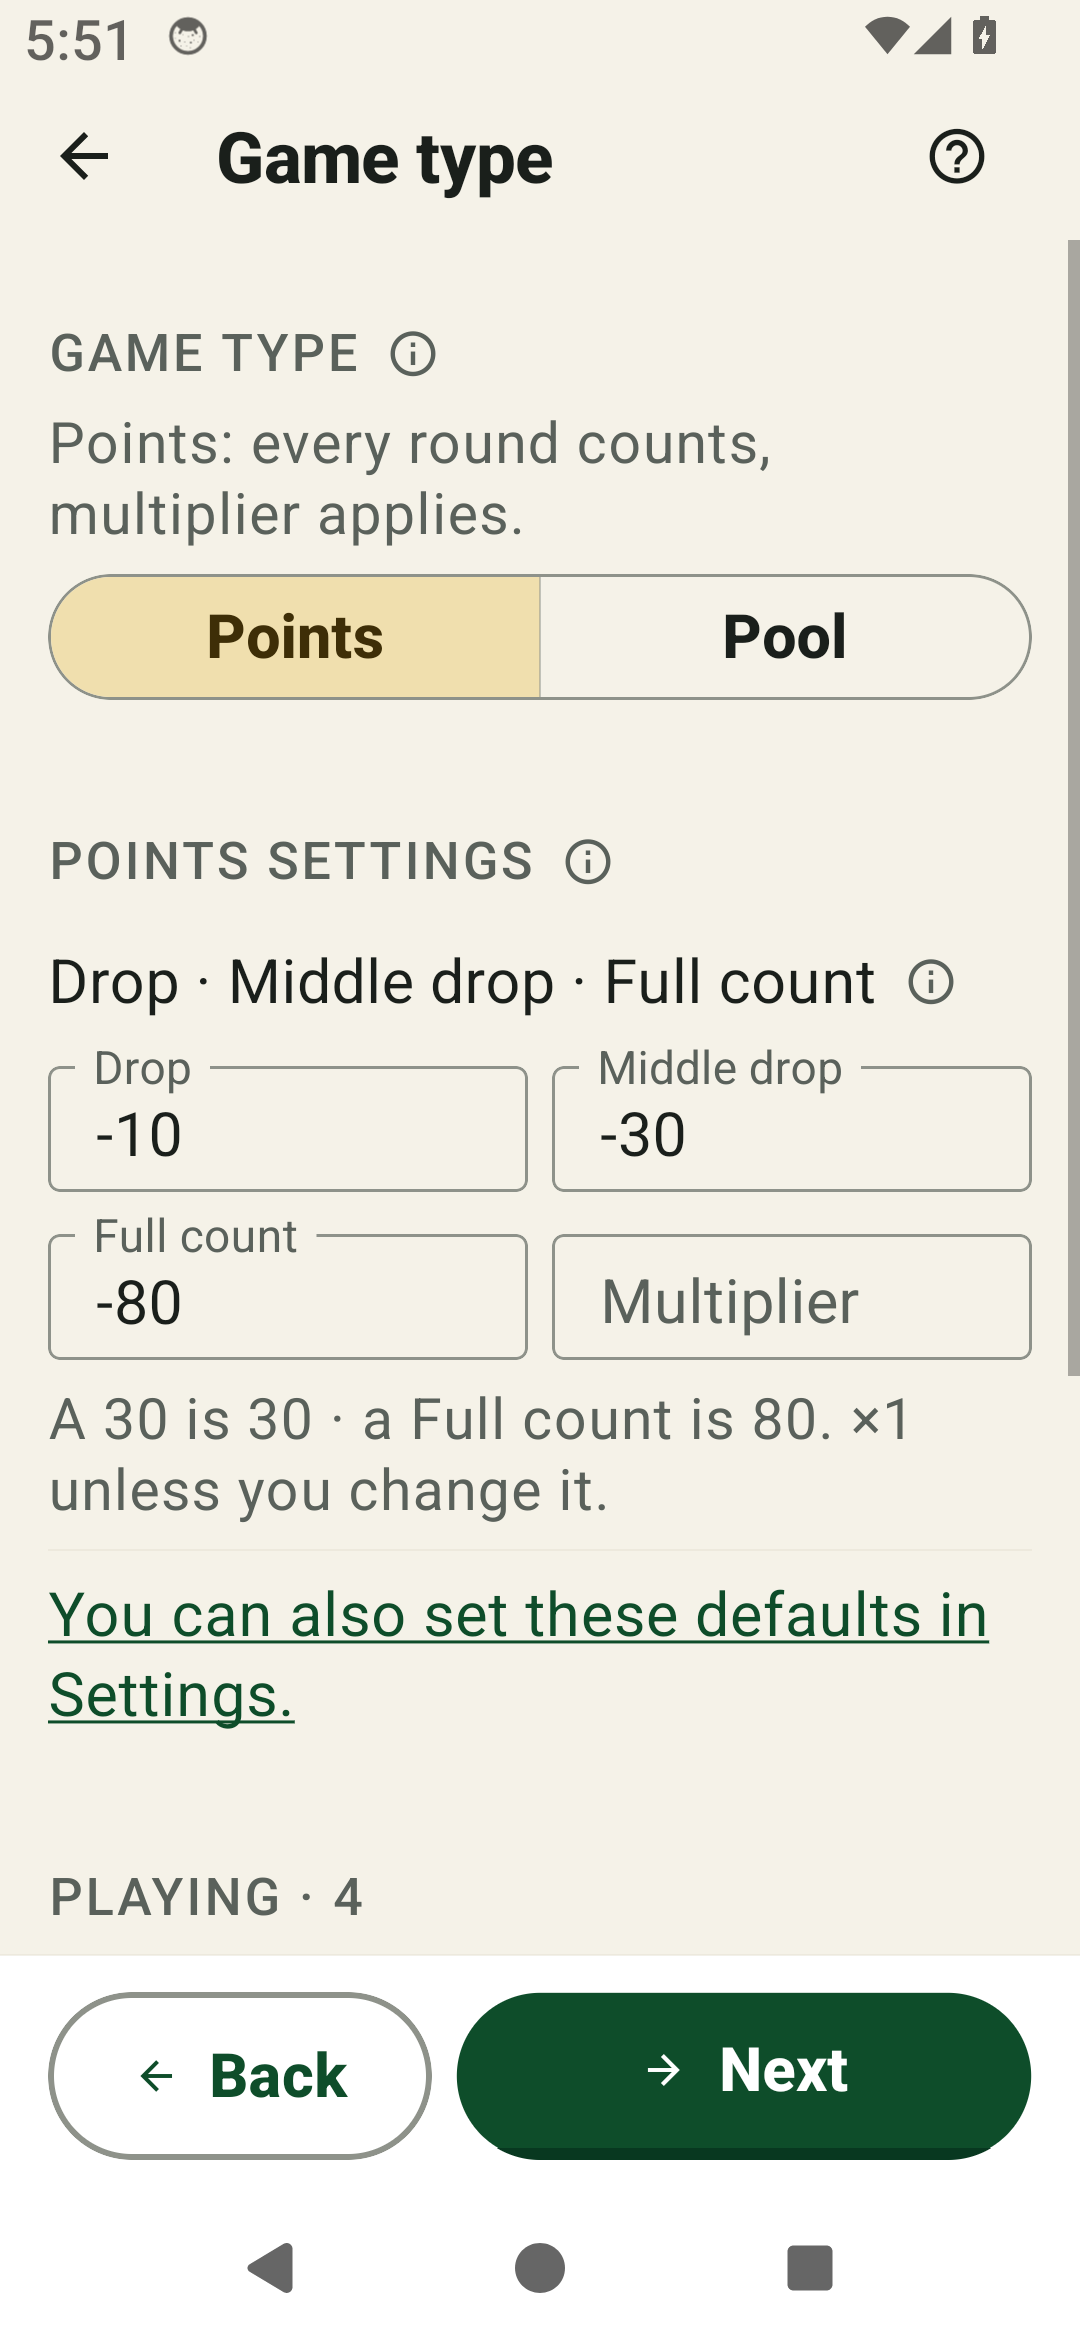 5:51
Game type
GAME TYPE
Points: every round counts,
multiplier applies.
Points
Pool
POINTS SETTINGS
Drop · Middle drop · Full count
Drop
-10
Middle drop
-30
Full count
-80
Multiplier
A 30 is 30 · a Full count is 80. ×1
unless you change it.
You can also set these defaults in
Settings.
PLAYING · 4
Back
Next